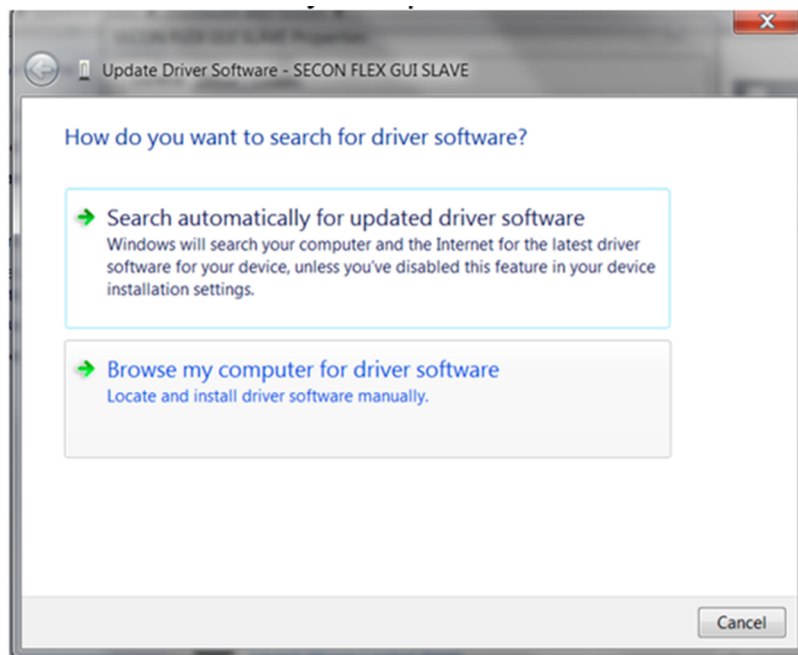 Update Driver Software - SECON FLEX GUI SLAVE
How do you want to search for driver software?
Search automatically for updated driver software
Windows will search your computer and the Internet for the latest driver
software for your device, unless you've disabled this feature in your device
installation settings.
Browse my computer for driver software
Locate and install driver software manually.
Cancel